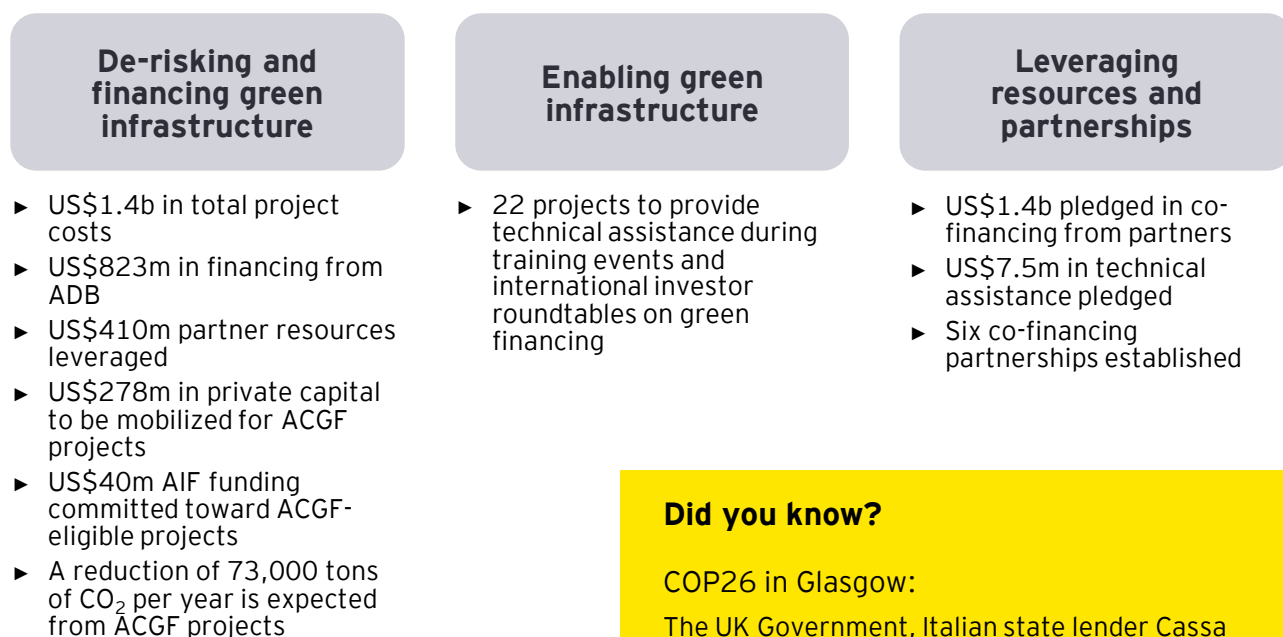 De-risking and
financing green
infrastructure
► US$1.4b in total project
costs
► US$823m in financing from
ADB
► US$410m partner resources
leveraged
► US$278m in private capital
to be mobilized for ACGF
projects
► US$40m AIF funding
committed toward ACGF-
eligible projects
► A reduction of 73,000 tons
of CO₂ per year is expected
from ACGF projects
Enabling green
infrastructure
► 22 projects to provide
technical assistance during
training events and
international investor
roundtables on green
financing
Leveraging
resources and
partnerships
► US$1.4b pledged in co-
financing from partners
► US$7.5m in technical
assistance pledged
► Six co-financing
partnerships established
Did you know?
COP26 in Glasgow:
The UK Government, Italian state lender Cassa